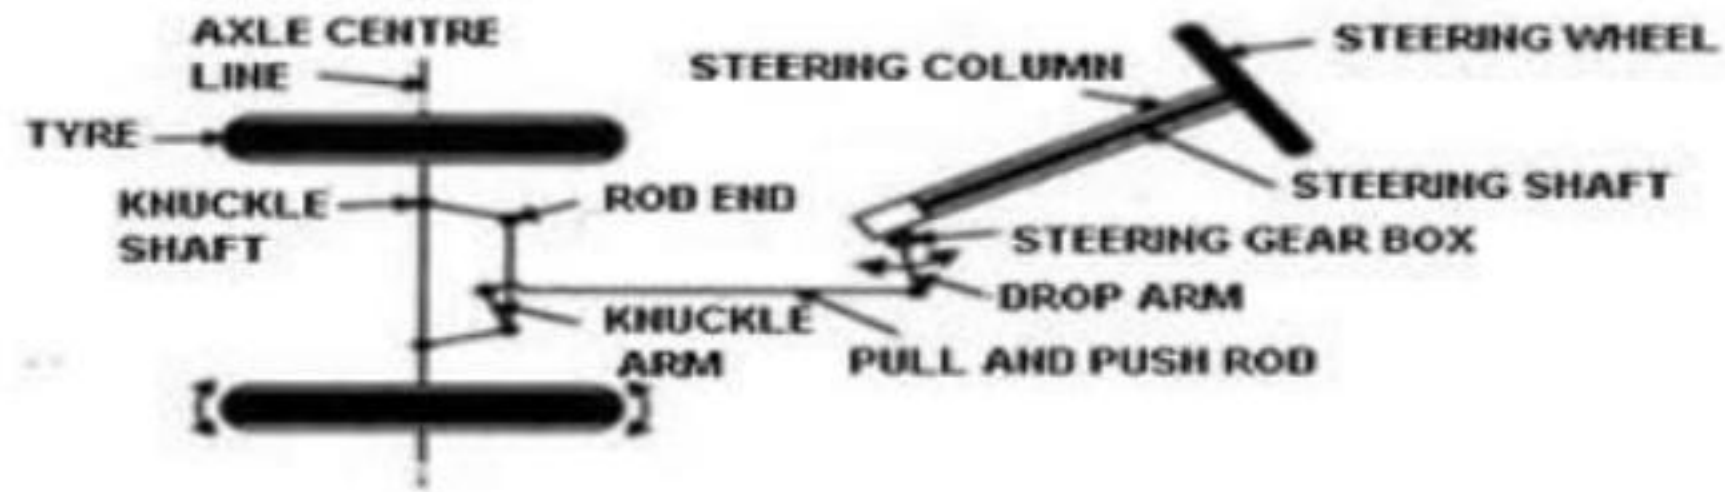 AXLE CENTRE
LINE
STEERING WHEEL
STEERING COLUMN
TYRE
STEERING SHAFT
KNUCKLE
SHAFT
ROD END
STEERING GEAR BOX
DROP ARM
KNUCKLE
ARM
PULL AND PUSH ROD